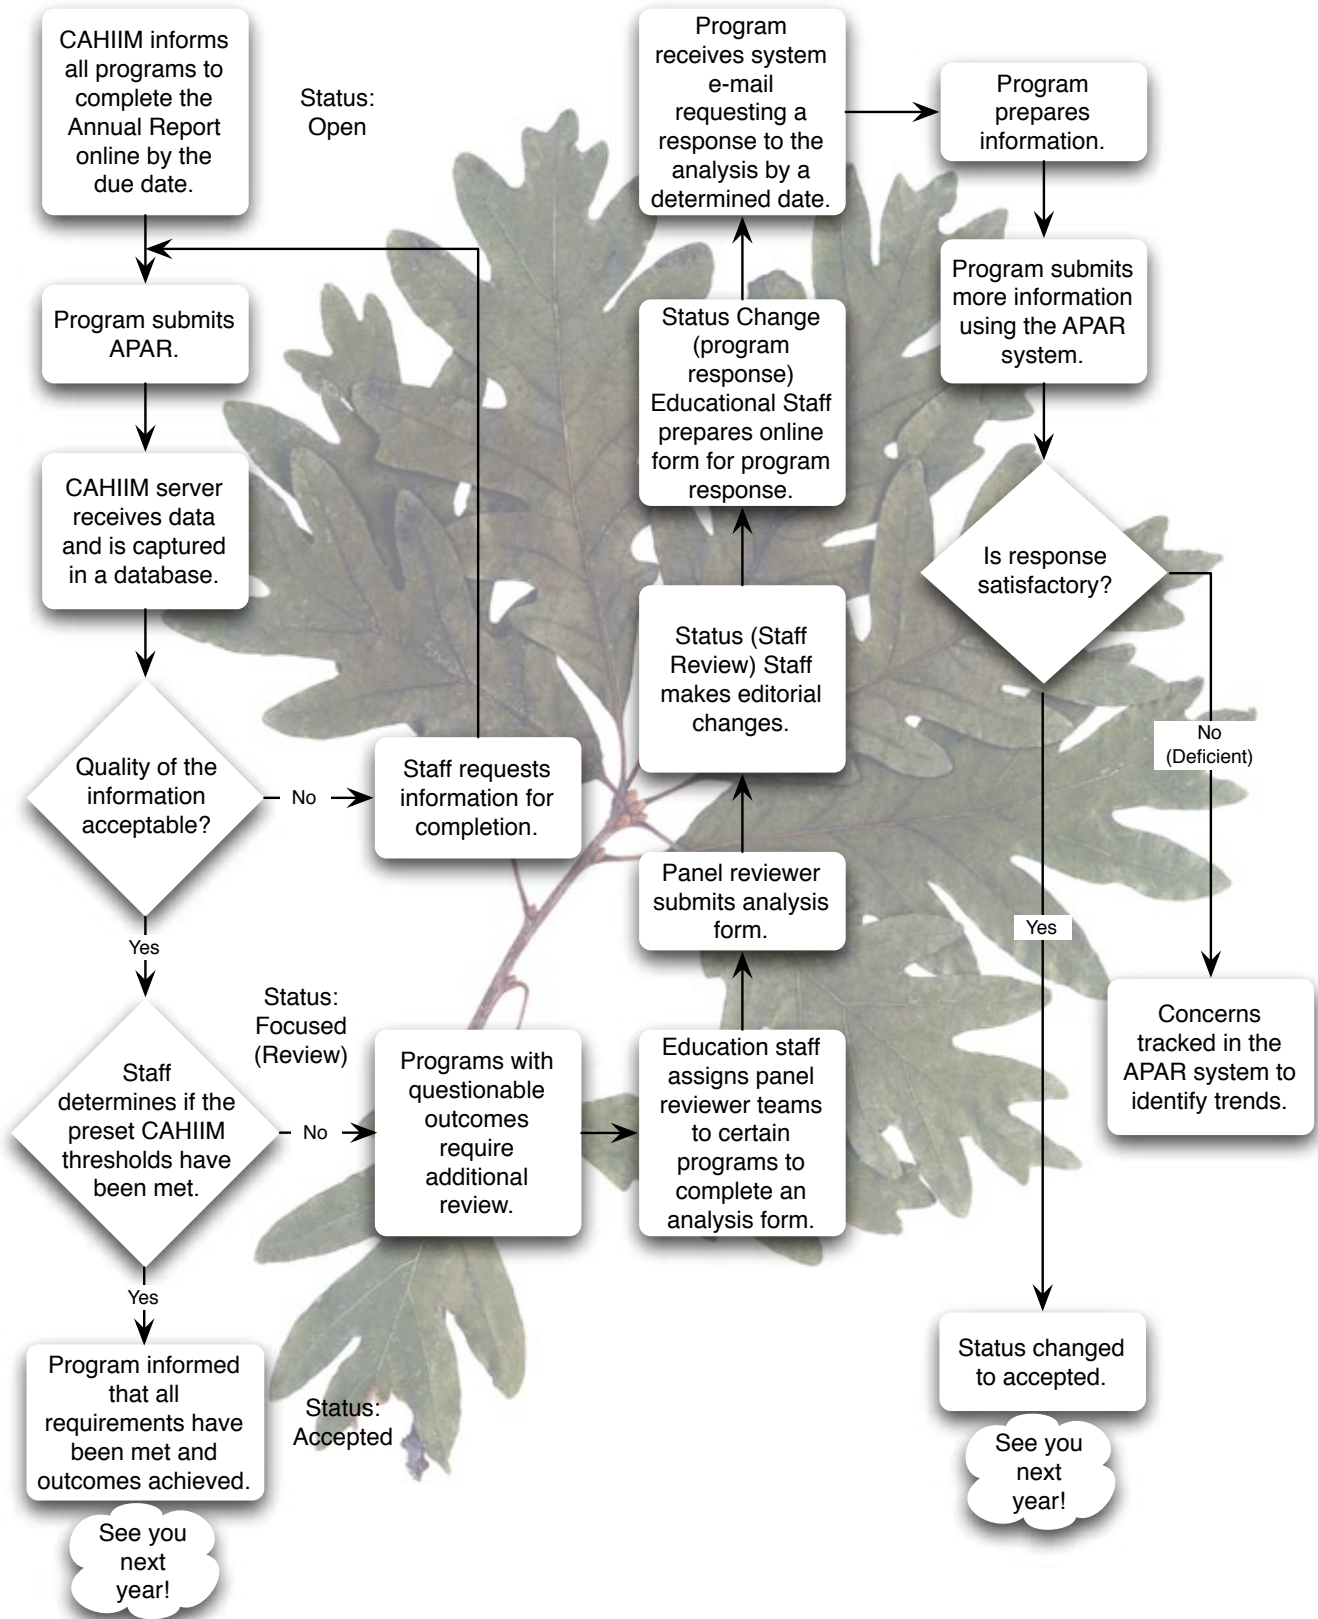 CAHIIM informs
all programs to
complete the
Annual Report
online by the
due date.
Status:
Open
Program submits
APAR.
CAHIIM server
receives data
and is captured
in a database.
Quality of the
information
acceptable?
No
Staff requests
information for
completion.
Yes
Staff
determines if the
preset CAHIIM
thresholds have
been met.
No
Status:
Focused
(Review)
Programs with
questionable
outcomes
require
additional
review.
Yes
Program informed
that all
requirements have
been met and
outcomes achieved.
Status:
Accepted
See you
next
year!
Education staff
assigns panel
reviewer teams
to certain
programs to
complete an
analysis form.
Panel reviewer
submits analysis
form.
Status (Staff
Review) Staff
makes editorial
changes.
Status Change
(program
response)
Educational Staff
prepares online
form for program
response.
Program
receives system
e-mail
requesting a
response to the
analysis by a
determined date.
Program
prepares
information.
Program submits
more information
using the APAR
system.
Is response
satisfactory?
No
(Deficient)
Concerns
tracked in the
APAR system to
identify trends.
Yes
Status changed
to accepted.
See you
next
year!